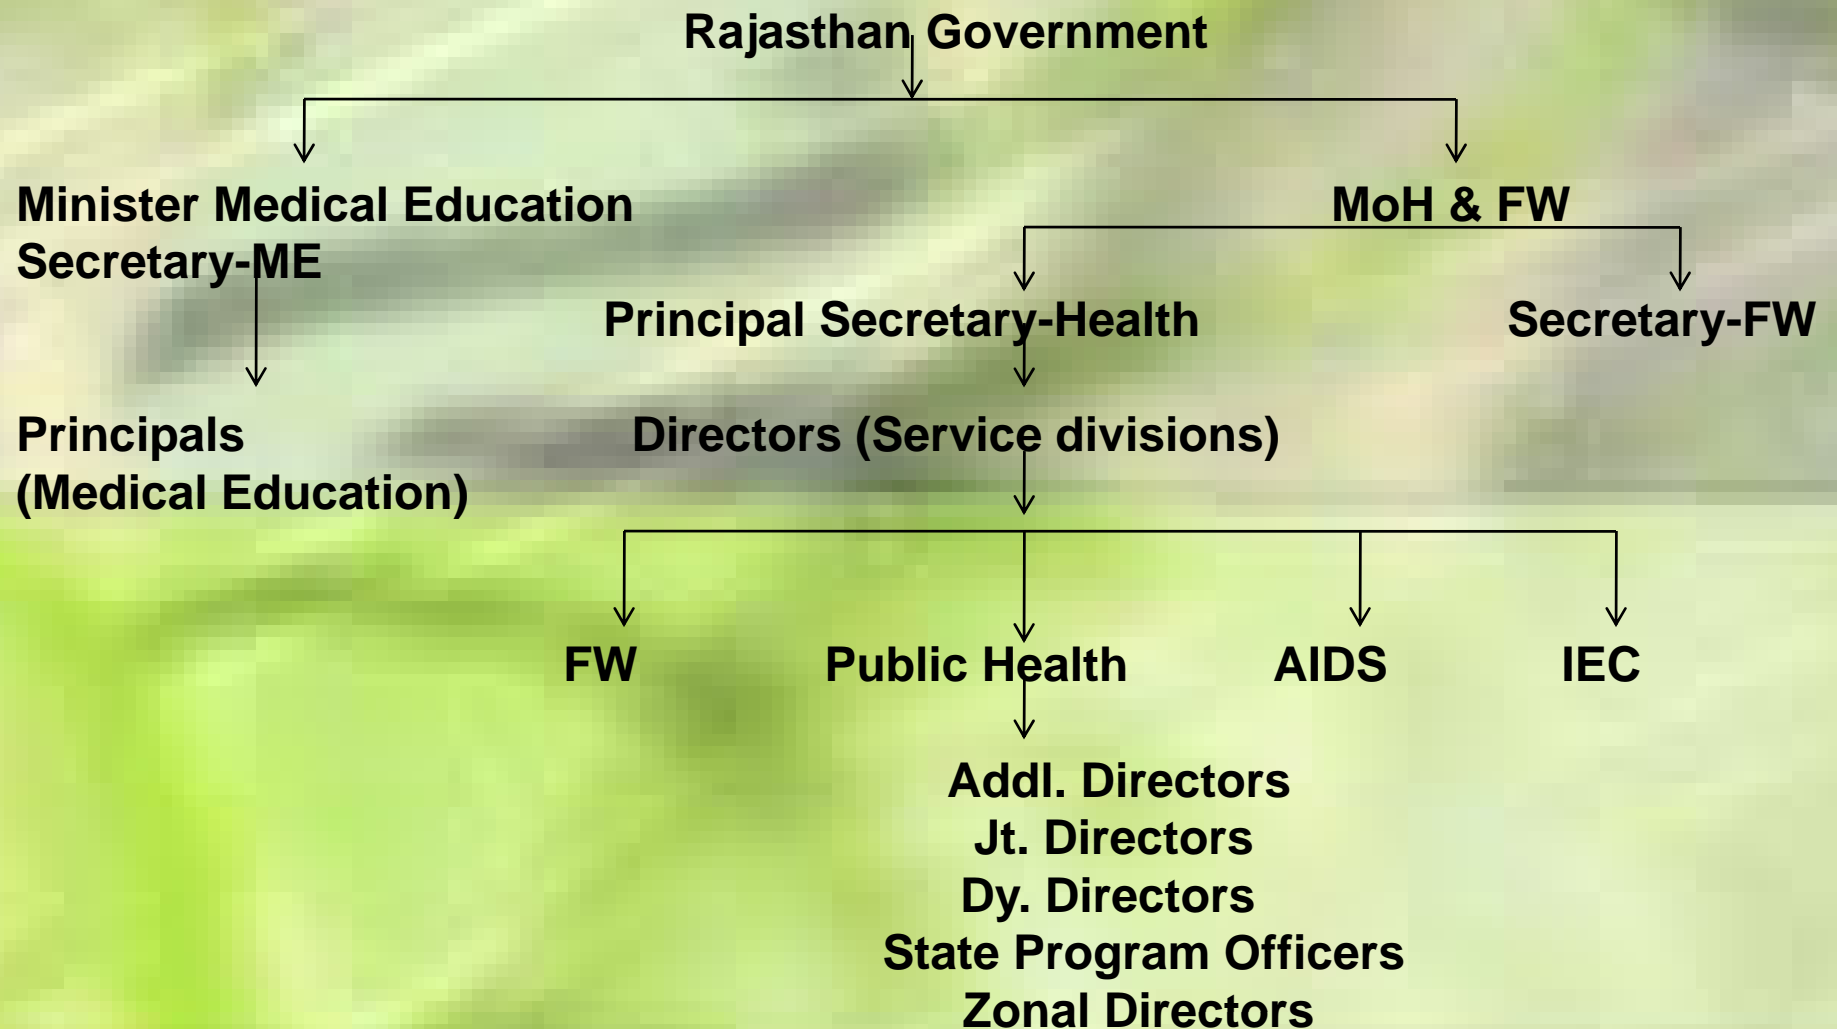 Rajasthan Government
Minister Medical Education
Secretary-ME
MoH & FW
Principal Secretary-Health
Secretary-FW
Principals
(Medical Education)
Directors (Service divisions)
FW
Public Health
AIDS
IEC
Addl. Directors
Jt. Directors
Dy. Directors
State Program Officers
Zonal Directors